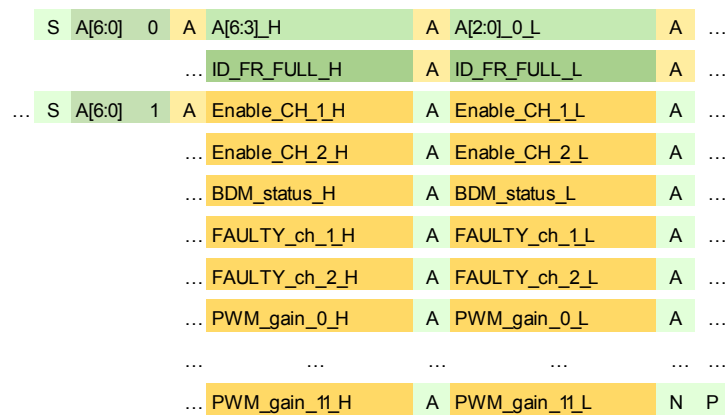 S A[6:0] 0 A A[6:3]_H A A[2:0]_0_L A …
… ID_FR_FULL_H A ID_FR_FULL_L A …
… S A[6:0] 1 A Enable_CH_1_H A Enable_CH_1_L A …
… Enable_CH_2_H A Enable_CH_2_L A …
… BDM_status_H A BDM_status_L A …
… FAULTY_ch_1_H A FAULTY_ch_1_L A …
… FAULTY_ch_2_H A FAULTY_ch_2_L A …
… PWM_gain_0_H A PWM_gain_0_L A …
… … … … … …
… PWM_gain_11_H A PWM_gain_11_L N P